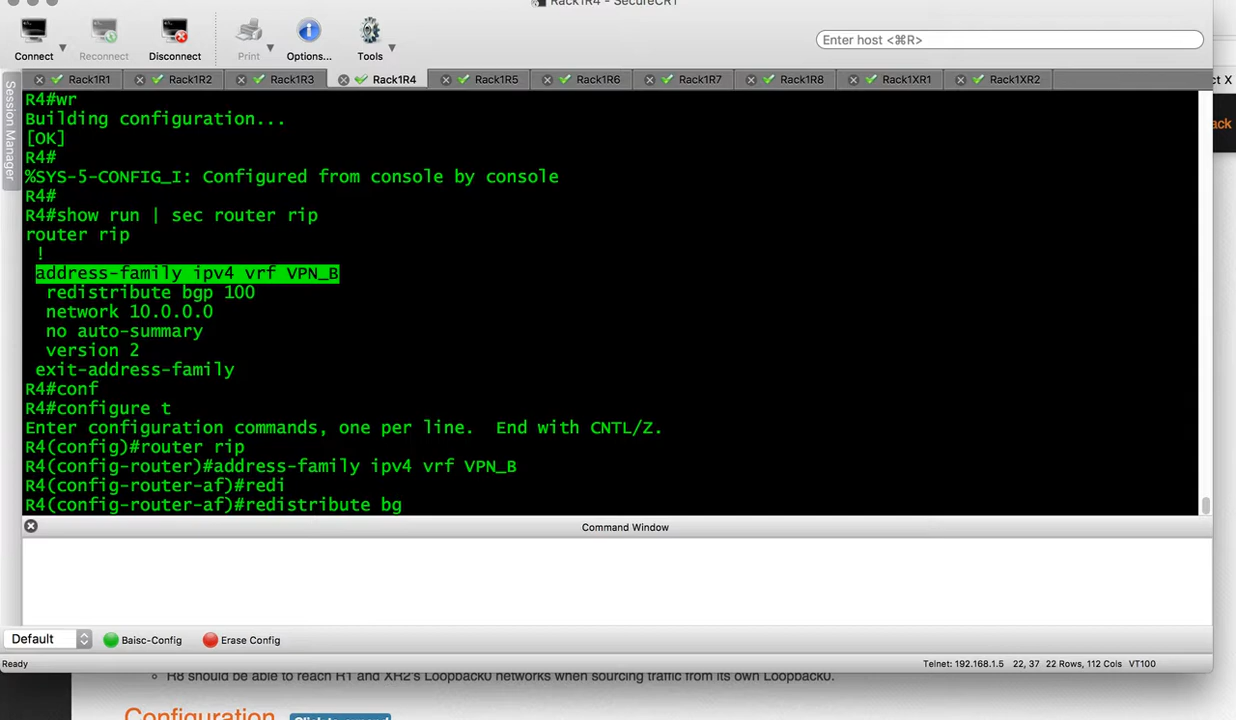 Rack1R4 - SecureCRT
Connect
Reconnect
Disconnect
Print
Options...
Tools
Enter host <⌘R>
Session Manager
Rack1R1
Rack1R2
Rack1R3
Rack1R4
Rack1R5
Rack1R6
Rack1R7
Rack1R8
Rack1XR1
Rack1XR2
ct X
ack
R4#wr
Building configuration...
[OK]
R4#
%SYS-5-CONFIG_I: Configured from console by console
R4#
R4#show run | sec router rip
router rip
 !
 address-family ipv4 vrf VPN_B
  redistribute bgp 100
  network 10.0.0.0
  no auto-summary
  version 2
 exit-address-family
R4#conf
R4#configure t
Enter configuration commands, one per line.  End with CNTL/Z.
R4(config)#router rip
R4(config-router)#address-family ipv4 vrf VPN_B
R4(config-router-af)#redi
R4(config-router-af)#redistribute bg
Command Window
Default
Baisc-Config
Erase Config
Ready
Telnet: 192.168.1.5  22, 37  22 Rows, 112 Cols  VT100
R8 should be able to reach R1 and XR2's Loopback0 networks when sourcing traffic from its own Loopback0.
Configuration